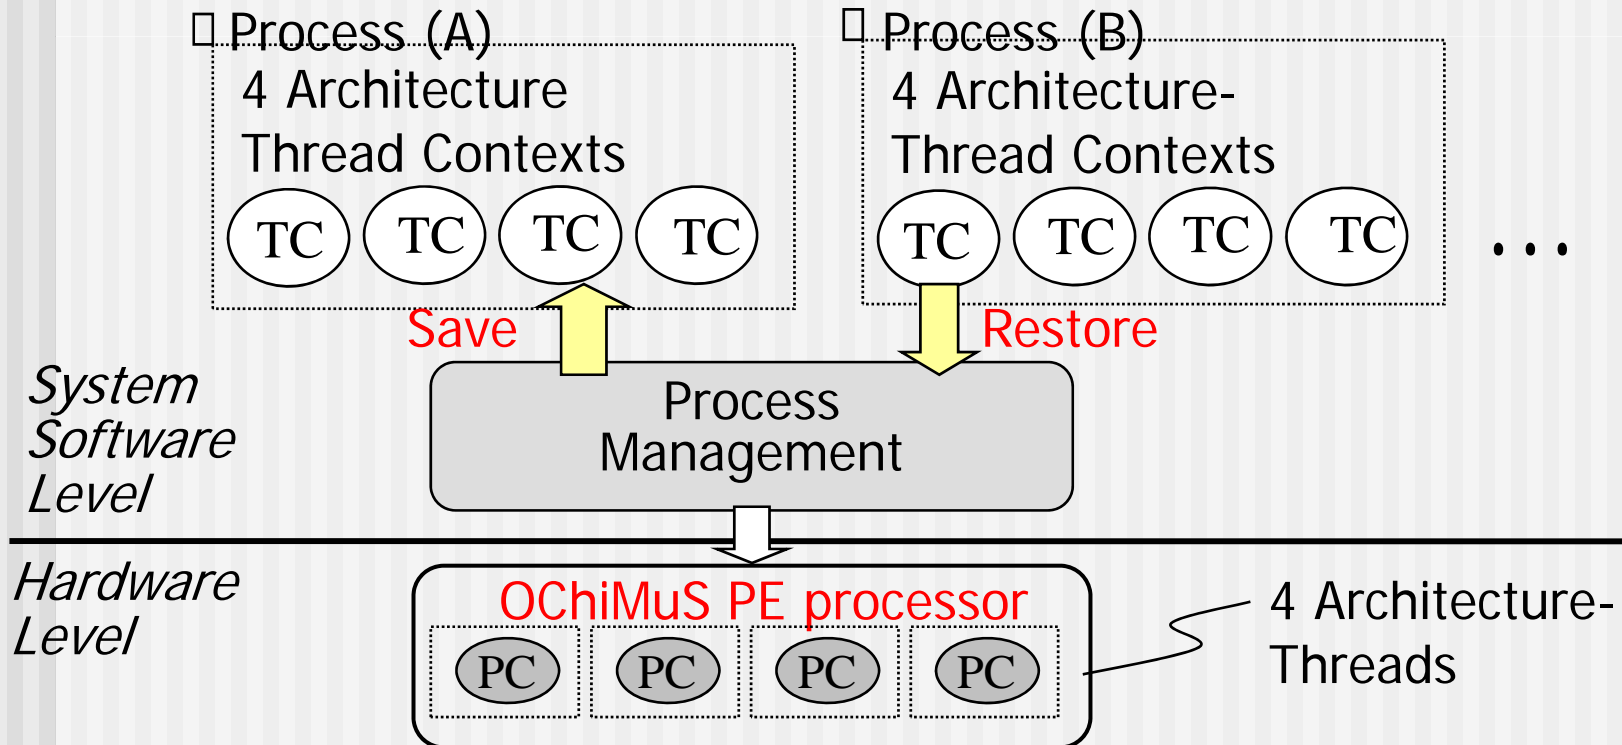 Process (A)
4 Architecture
Thread Contexts
TC TC TC TC
Process (B)
4 Architecture-
Thread Contexts
TC TC TC TC
...
Save
Restore
System
Software
Level
Process
Management
Hardware
Level
OChiMuS PE processor
PC PC PC PC
4 Architecture-
Threads